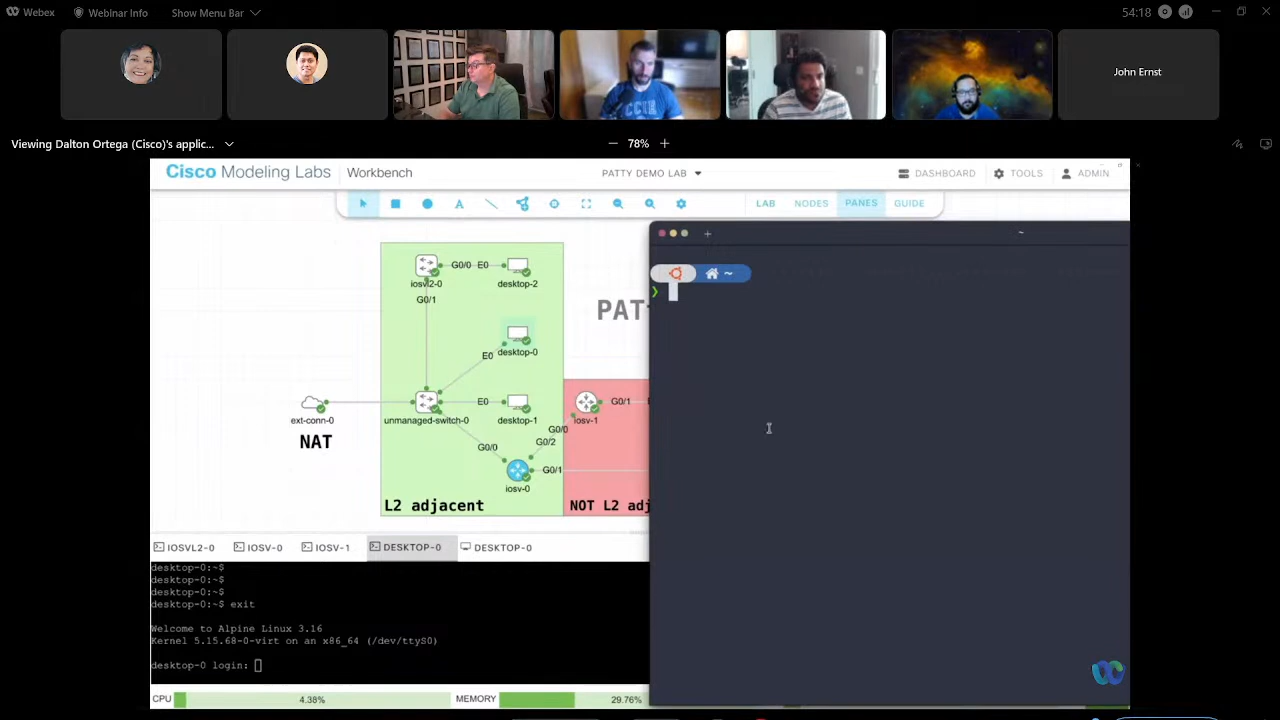 Webex
Webinar Info
Show Menu Bar
54:18
CCIE
John Ernst
Viewing Dalton Ortega (Cisco)'s applic...
78%
Cisco Modeling Labs
Workbench
PATTY DEMO LAB
DASHBOARD
TOOLS
ADMIN
LAB
NODES
PANES
GUIDE
~
~
G0/0
E0
iosvl2-0
desktop-2
G0/1
PAT
E0
desktop-0
E0
G0/1
ext-conn-0
unmanaged-switch-0
desktop-1
iosv-1
G0/0
NAT
G0/2
G0/0
G0/1
iosv-0
L2 adjacent
NOT L2 adj
IOSVL2-0
IOSV-0
IOSV-1
DESKTOP-0
DESKTOP-0
desktop-0:~$
desktop-0:~$
desktop-0:~$
desktop-0:~$ exit
Welcome to Alpine Linux 3.16
Kernel 5.15.68-0-virt on an x86_64 (/dev/ttyS0)
desktop-0 login:
CPU
4.38%
MEMORY
29.76%